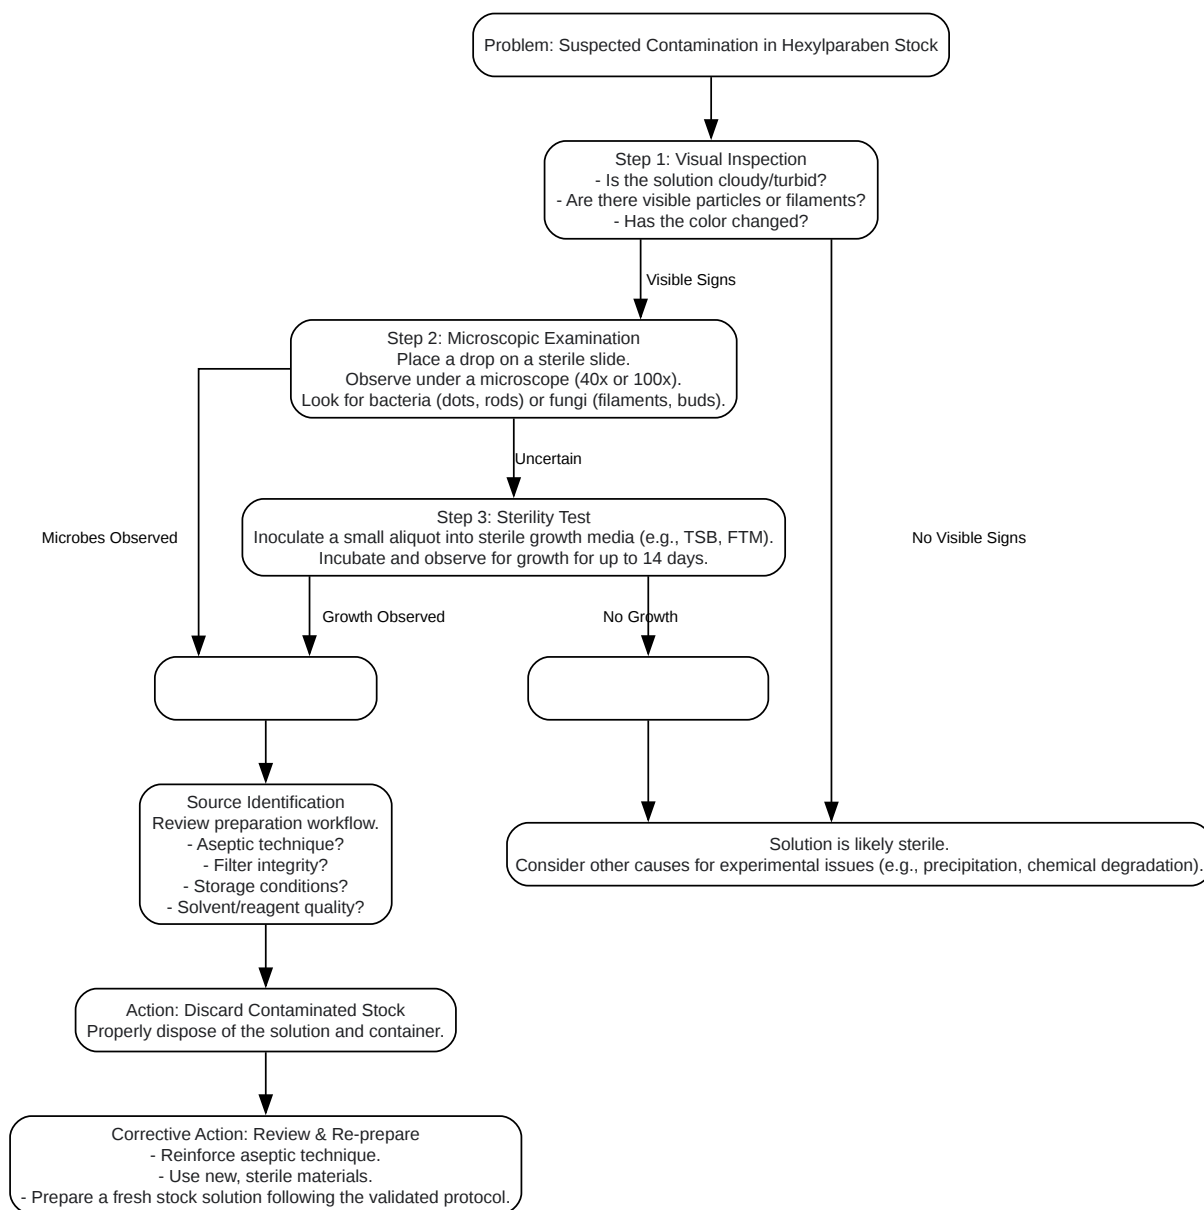 Problem: Suspected Contamination in Hexylparaben Stock
Step 1: Visual Inspection
- Is the solution cloudy/turbid?
- Are there visible particles or filaments?
- Has the color changed?
Visible Signs
Step 2: Microscopic Examination
Place a drop on a sterile slide.
Observe under a microscope (40x or 100x).
Look for bacteria (dots, rods) or fungi (filaments, buds).
Uncertain
Step 3: Sterility Test
Inoculate a small aliquot into sterile growth media (e.g., TSB, FTM).
Incubate and observe for growth for up to 14 days.
Microbes Observed
No Visible Signs
Growth Observed
No Growth
Source Identification
Review preparation workflow.
- Aseptic technique?
- Filter integrity?
- Storage conditions?
- Solvent/reagent quality?
Solution is likely sterile.
Consider other causes for experimental issues (e.g., precipitation, chemical degradation).
Action: Discard Contaminated Stock
Properly dispose of the solution and container.
Corrective Action: Review & Re-prepare
- Reinforce aseptic technique.
- Use new, sterile materials.
- Prepare a fresh stock solution following the validated protocol.